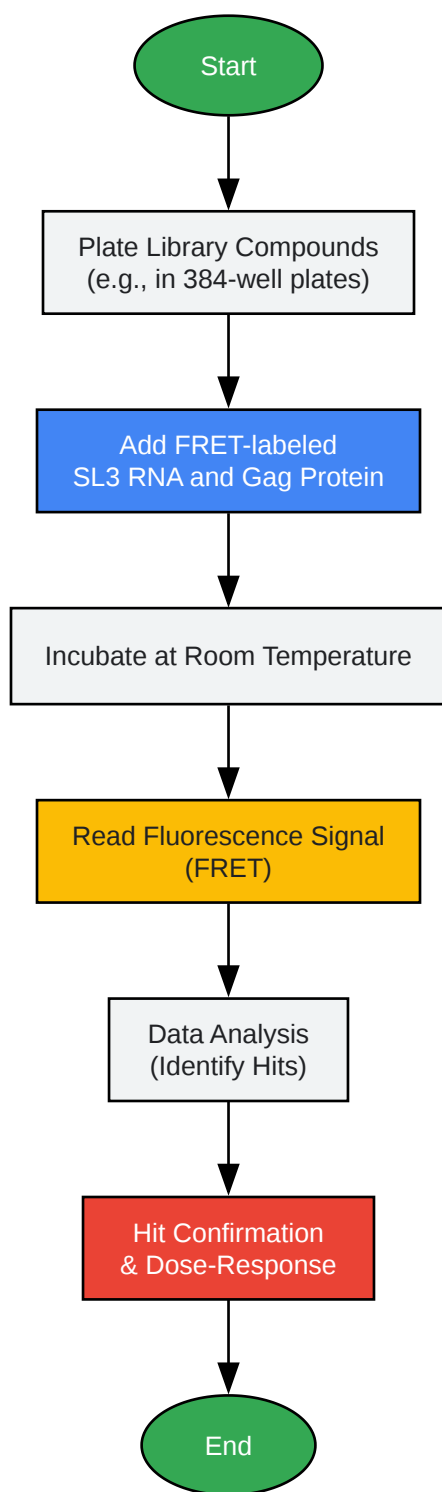 Start
Plate Library Compounds
(e.g., in 384-well plates)
Add FRET-labeled
SL3 RNA and Gag Protein
Incubate at Room Temperature
Read Fluorescence Signal
(FRET)
Data Analysis
(Identify Hits)
Hit Confirmation
& Dose-Response
End